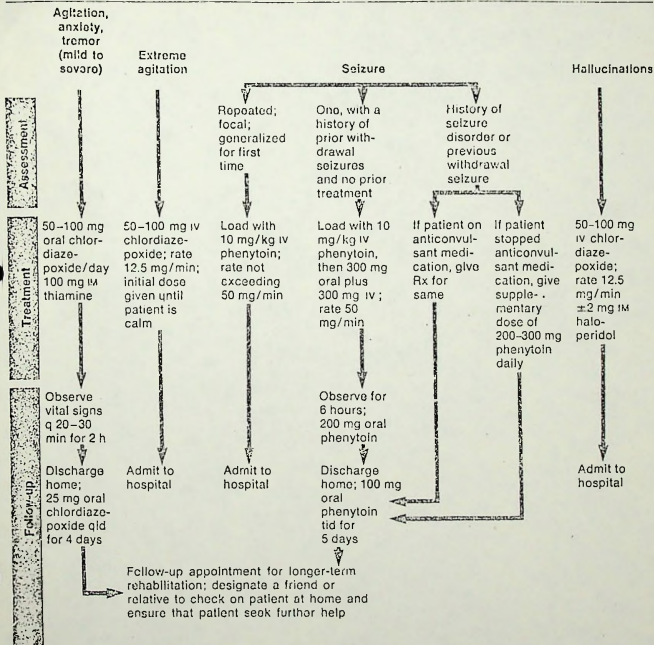 Agitation,
anxiety,
tremor
(mild to
severe)
Extreme
agitation
Seizure
Hallucinations
Assessment
Repeated;
focal;
generalized
for first
time
One, with a
history of
prior with-
drawal
seizures
and no prior
treatment
History of
seizure
disorder or
previous
withdrawal
seizure
Treatment
50–100 mg
oral chlor-
diaze-
poxide/day
100 mg IM
thiamine
50–100 mg IV
chlordiaze-
poxide; rate
12.5 mg/min;
initial dose
given until
patient is
calm
Load with
10 mg/kg IV
phenytoin;
rate not
exceeding
50 mg/min
Load with 10
mg/kg IV
phenytoin,
then 300 mg
oral plus
300 mg IV;
rate 50
mg/min
If patient on
anticonvul-
sant medi-
cation, give
Rx for
same
If patient
stopped
anticonvul-
sant medi-
cation, give
supple-
mentary
dose of
200–300 mg
phenytoin
daily
50–100 mg
IV chlor-
diaze-
poxide;
rate 12.5
mg/min
±2 mg IM
halo-
peridol
Follow-up
Observe
vital signs
q 20–30
min for 2 h
Discharge
home;
25 mg oral
chlordiaze-
poxide qid
for 4 days
Admit to
hospital
Admit to
hospital
Observe for
6 hours;
200 mg oral
phenytoin
Discharge
home; 100 mg
oral
phenytoin
tid for
5 days
Admit to
hospital
Follow-up appointment for longer-term
rehabilitation; designate a friend or
relative to check on patient at home and
ensure that patient seek further help